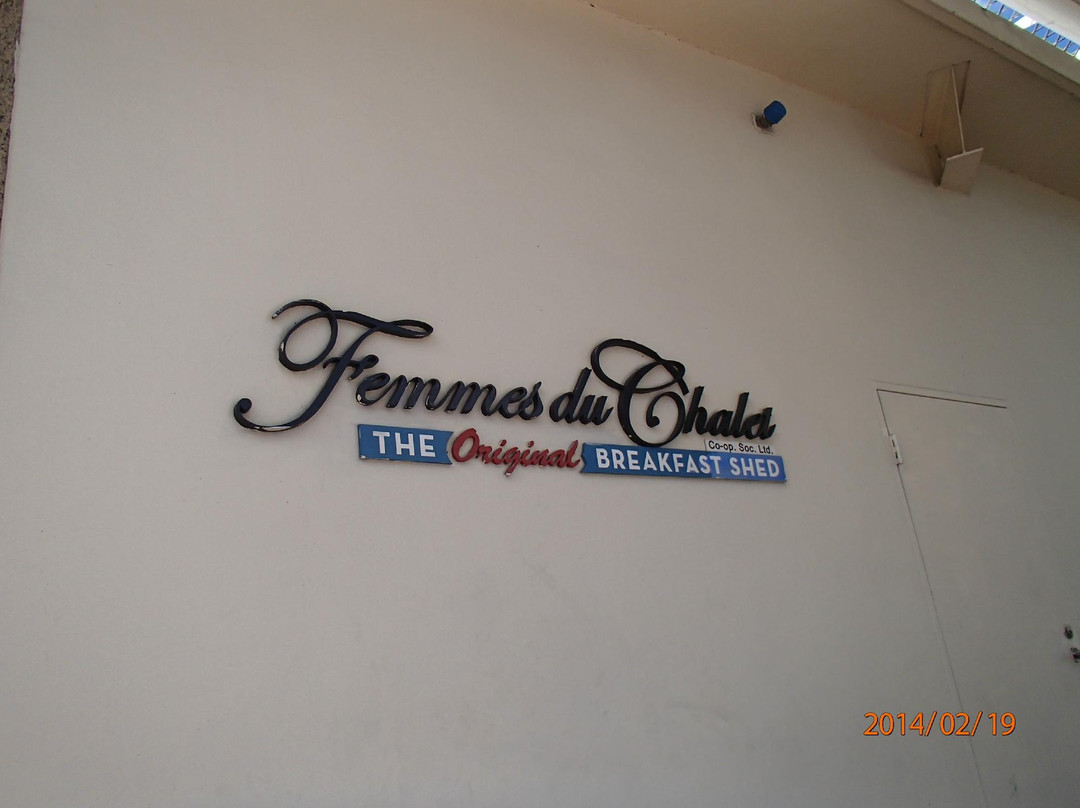 Femmes du Chalet
Co-op. Soc. Ltd.
THE Original BREAKFAST SHED
2014/02/19